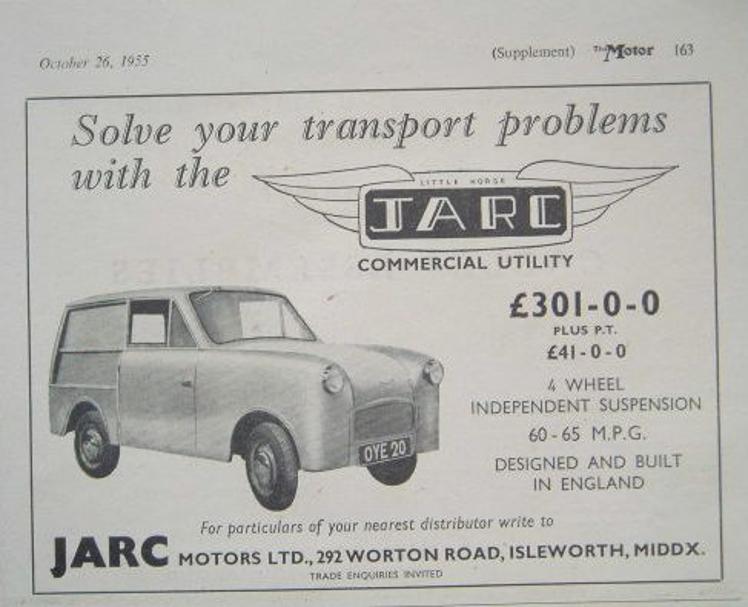 October 26, 1955
(Supplement) The Motor 163
Solve your transport problems
with the
LITTLE HORSE
JARC
COMMERCIAL UTILITY
£301-0-0
PLUS P.T.
£41-0-0
4 WHEEL
INDEPENDENT SUSPENSION
60-65 M.P.G.
DESIGNED AND BUILT
IN ENGLAND
OYE 20
For particulars of your nearest distributor write to
JARC MOTORS LTD., 292 WORTON ROAD, ISLEWORTH, MIDDX.
TRADE ENQUIRIES INVITED